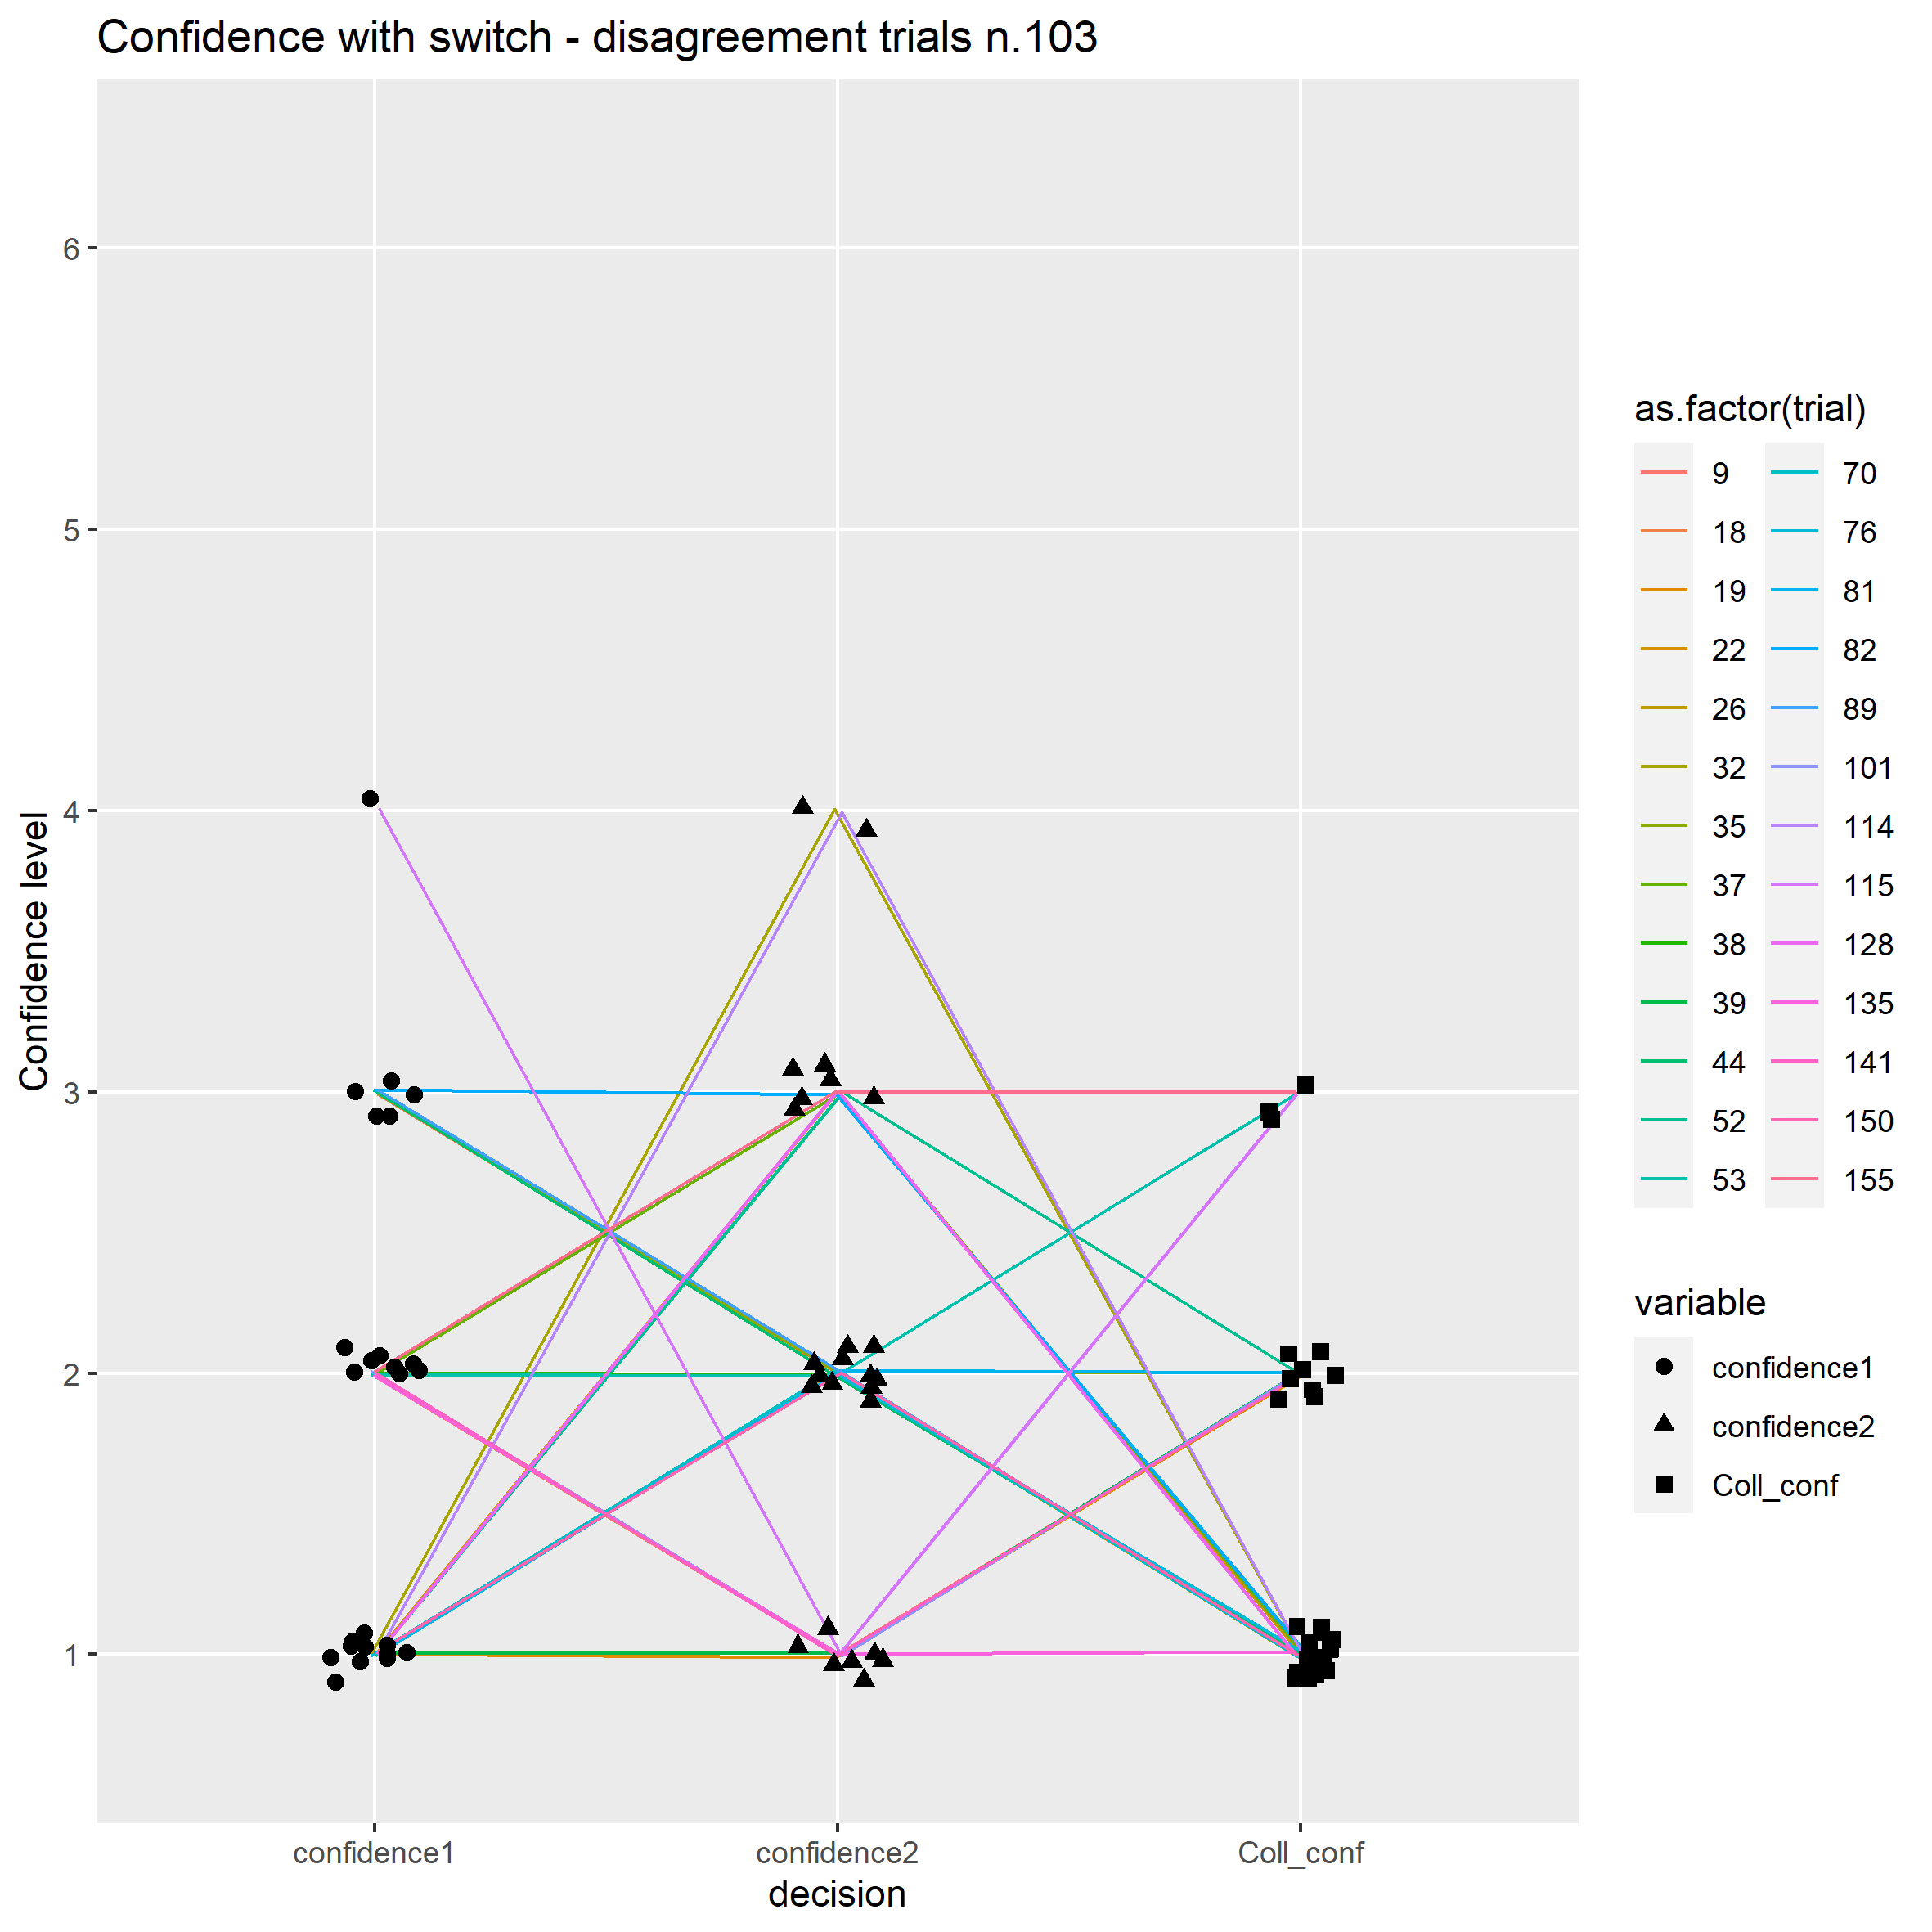 Confidence with switch - disagreement trials n.103
Confidence level
6
5
4
3
2
1
confidence1 confidence2 Coll_conf
decision
as.factor(trial)
9 70
18 76
19 81
22 82
26 89
32 101
35 114
37 115
38 128
39 135
44 141
52 150
53 155
variable
confidence1
confidence2
Coll_conf